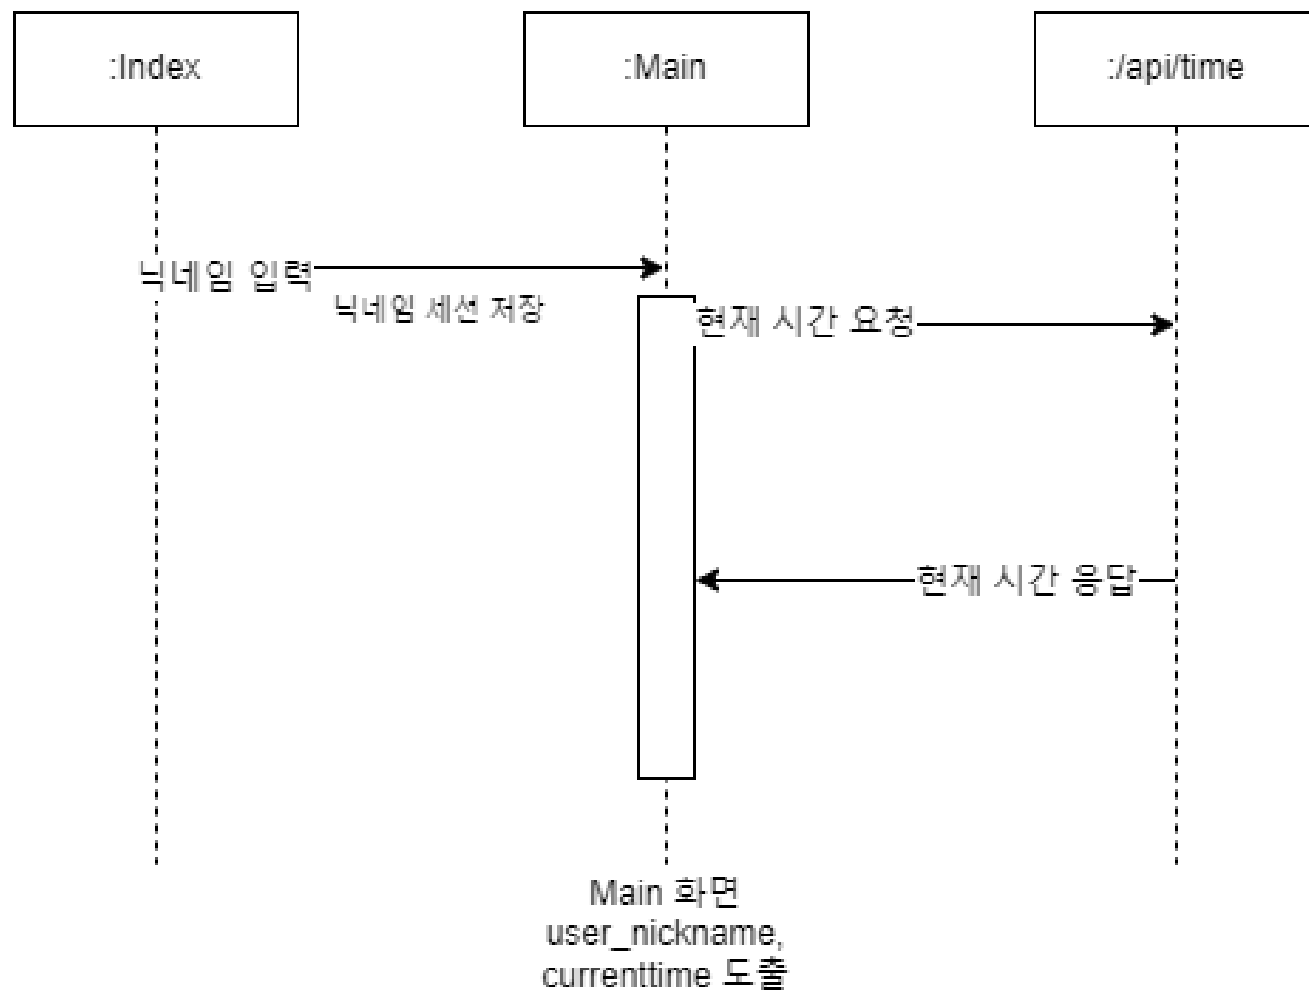 :Index
:Main
:/api/time
닉네임 입력
닉네임 세션 저장
현재 시간 요청
현재 시간 응답
Main 화면
user_nickname,
currenttime 도출